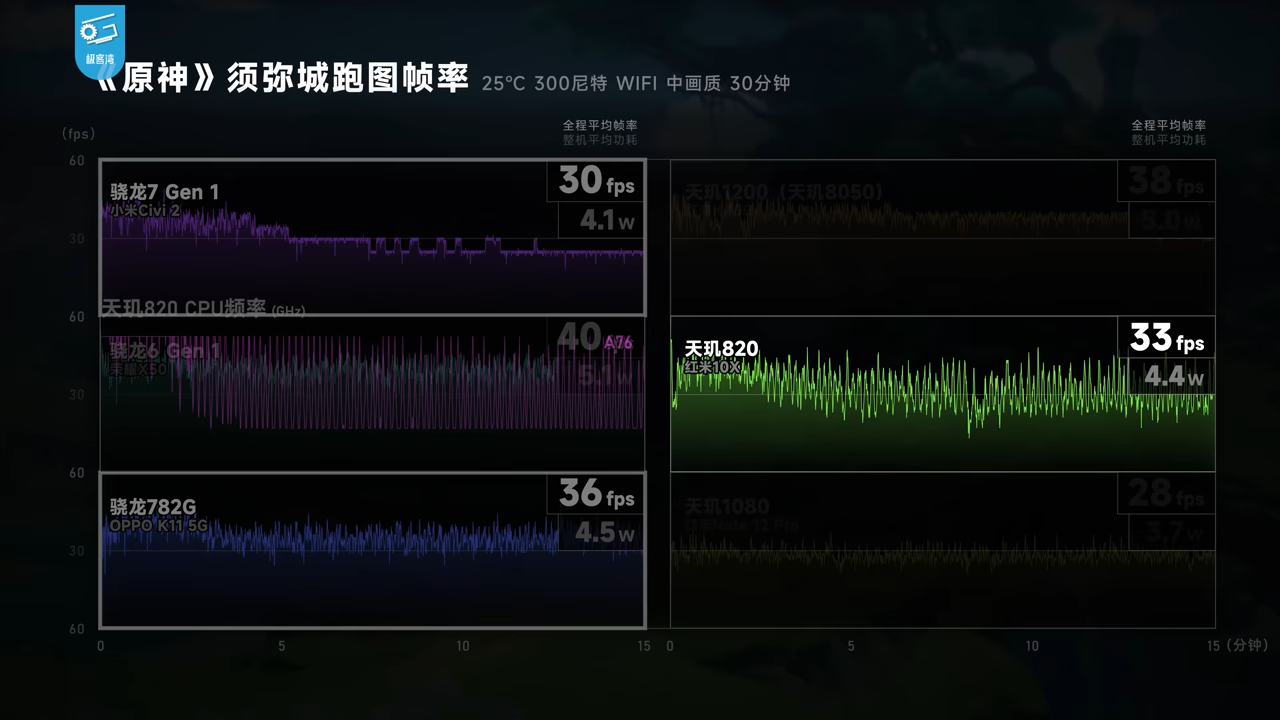 极客湾
《原神》须弥城跑图帧率 25℃ 300尼特 WIFI 中画质 30分钟
(fps)
全程平均帧率
整机平均功耗
全程平均帧率
整机平均功耗
60
骁龙7 Gen 1
小米Civi 2
30 fps
4.1 w
30
天玑1200（天玑8050）
38 fps
5.0 w
天玑820 CPU频率 (GHz)
60
骁龙6 Gen 1
荣耀X50
40
A76
5.1 w
30
天玑820
红米10X
33 fps
4.4 w
60
骁龙782G
OPPO K11 5G
36 fps
4.5 w
30
天玑1080
红米Note 12 Pro
28 fps
3.7 w
60
0 5 10 15
0 5 10 15 (分钟)